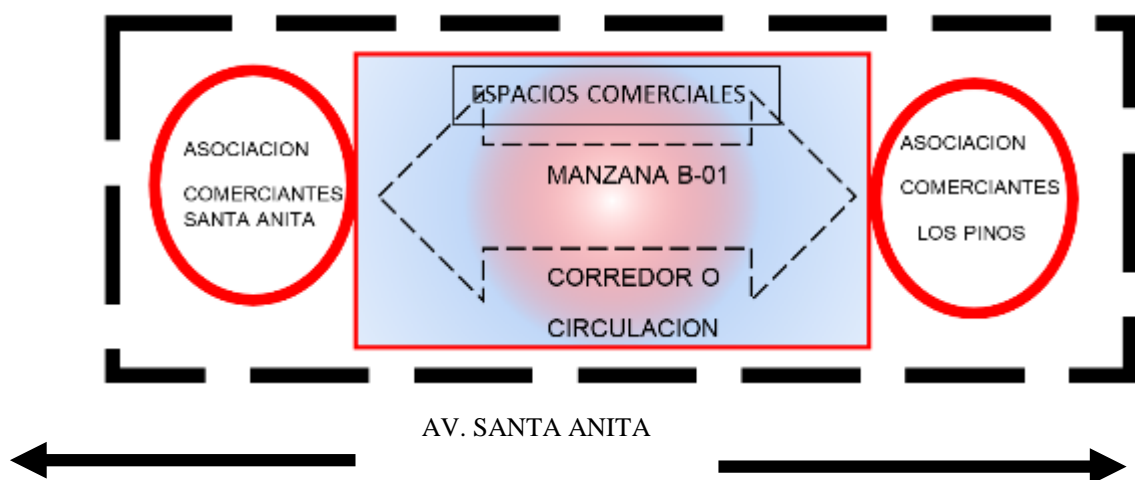 ASOCIACION
COMERCIANTES
SANTA ANITA
ESPACIOS COMERCIALES
MANZANA B-01
CORREDOR O
CIRCULACION
ASOCIACION
COMERCIANTES
LOS PINOS
AV. SANTA ANITA